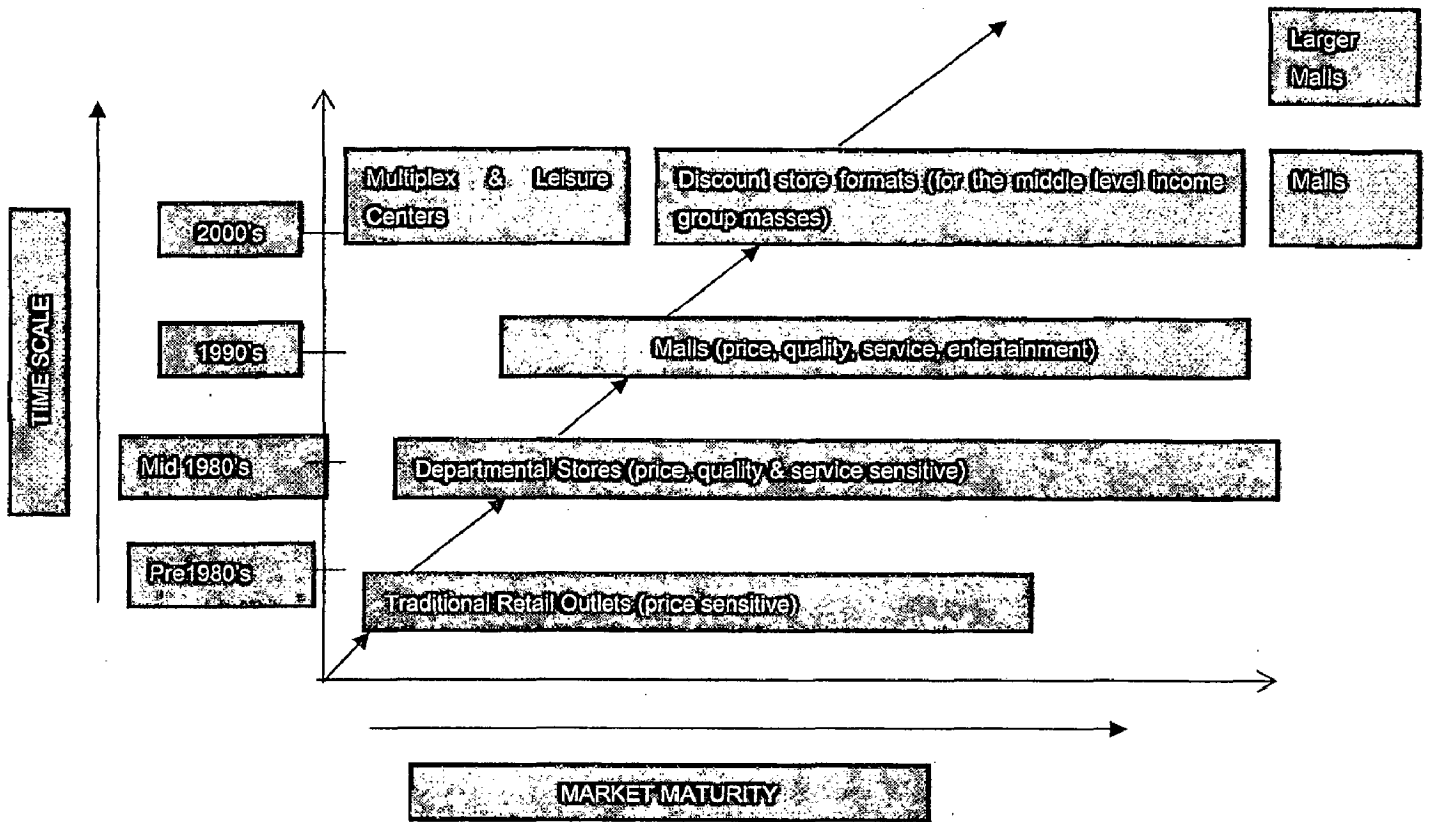 Larger
Malls
Multiplex & Leisure
Centers
Discount store formats (for the middle level income
group masses)
Malls
2000's
TIME SCALE
1990's
Malls (price, quality, service, entertainment)
Mid 1980's
Departmental Stores (price, quality & service sensitive)
Pre1980's
Traditional Retail Outlets (price sensitive)
MARKET MATURITY